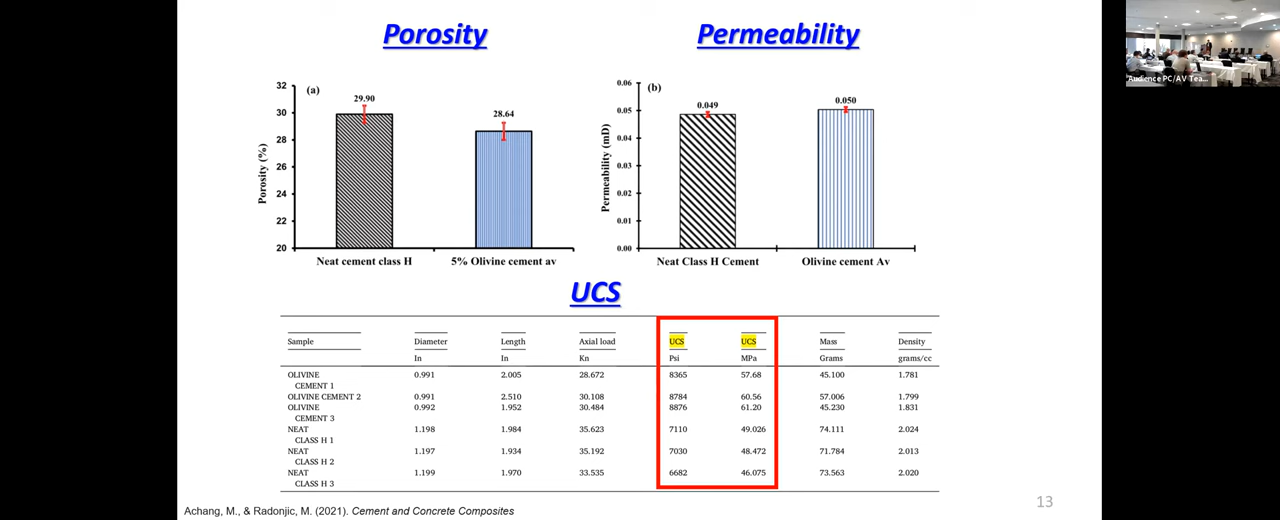 Porosity
Permeability
Audience PC/AV Tea...
(a)
32
30
28
26
24
22
20
Porosity (%)
29.90
28.64
Neat cement class H
5% Olivine cement av
(b)
0.06
0.05
0.04
0.03
0.02
0.01
0.00
Permeability (mD)
0.049
0.050
Neat Class H Cement
Olivine cement Av
UCS
Sample Diameter Length Axial load UCS UCS Mass Density
In In Kn Psi MPa Grams grams/cc
OLIVINE 0.991 2.005 28.672 8365 57.68 45.100 1.781
CEMENT 1
OLIVINE CEMENT 2 0.991 2.510 30.108 8784 60.56 57.006 1.799
OLIVINE 0.992 1.952 30.484 8876 61.20 45.230 1.831
CEMENT 3
NEAT 1.198 1.984 35.623 7110 49.026 74.111 2.024
CLASS H 1
NEAT 1.197 1.934 35.192 7030 48.472 71.784 2.013
CLASS H 2
NEAT 1.199 1.970 33.535 6682 46.075 73.563 2.020
CLASS H 3
Achang, M., & Radonjic, M. (2021). Cement and Concrete Composites
13